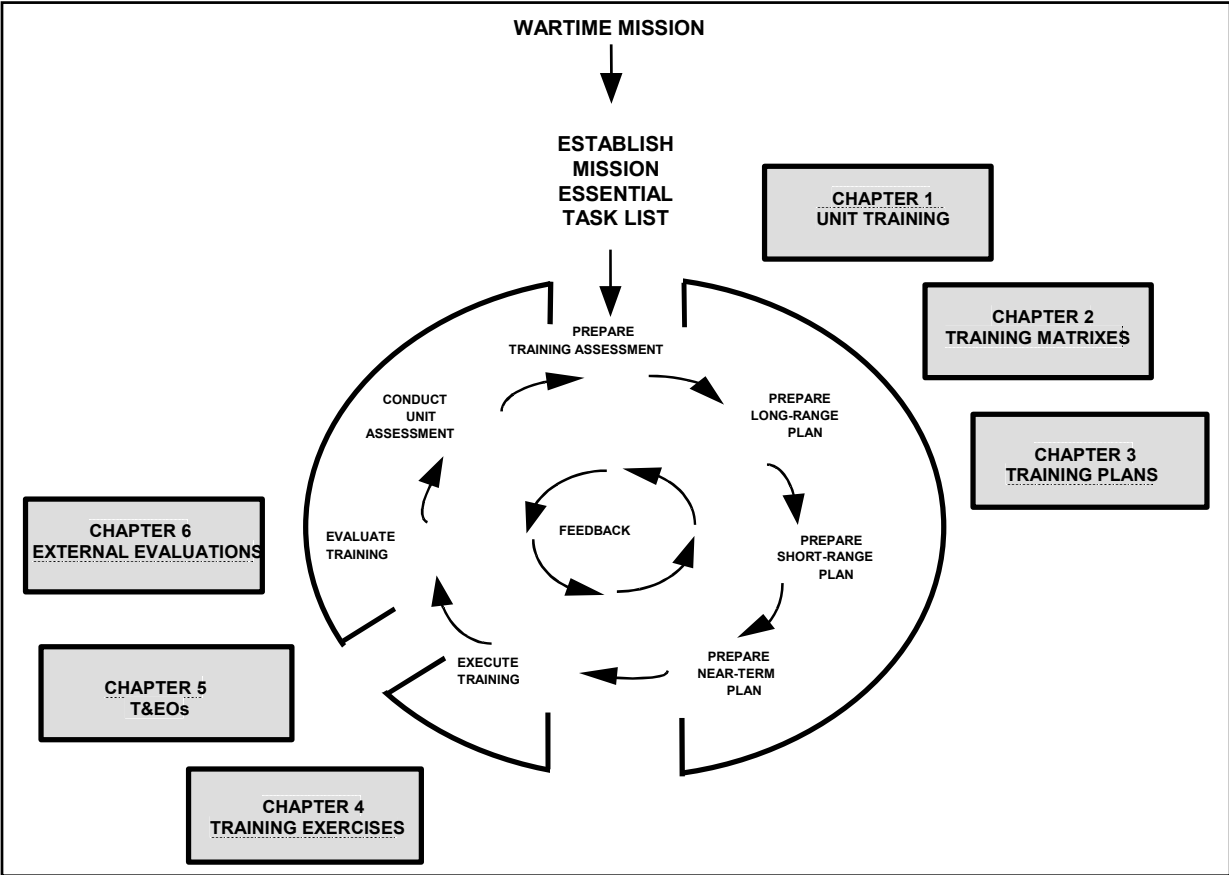 WARTIME MISSION
ESTABLISH
MISSION
ESSENTIAL
TASK LIST
CHAPTER 1
UNIT TRAINING
CHAPTER 2
TRAINING MATRIXES
CHAPTER 3
TRAINING PLANS
PREPARE
TRAINING ASSESSMENT
PREPARE
LONG-RANGE
PLAN
PREPARE
SHORT-RANGE
PLAN
PREPARE
NEAR-TERM
PLAN
EXECUTE
TRAINING
EVALUATE
TRAINING
CONDUCT
UNIT
ASSESSMENT
FEEDBACK
CHAPTER 6
EXTERNAL EVALUATIONS
CHAPTER 5
T&EOs
CHAPTER 4
TRAINING EXERCISES